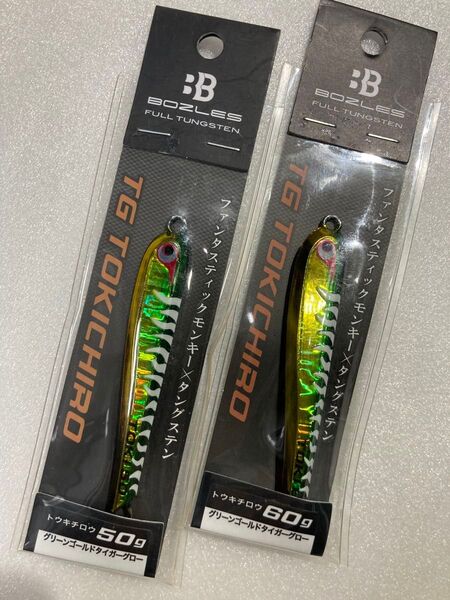 BB
BOZLES
FULL TUNGSTEN
TG TOKICHIRO
ファンタスティックモンキー×タングステン
トウキチロウ 50g
グリーンゴールドタイガーグロー
BB
BOZLES
FULL TUNGSTEN
TG TOKICHIRO
ファンタスティックモンキー×タングステン
トウキチロウ 60g
グリーンゴールドタイガーグロー